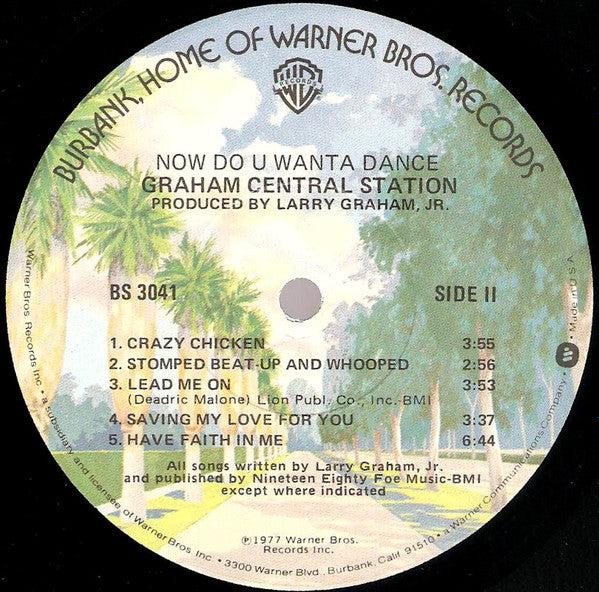 BURBANK, HOME OF WARNER BROS. RECORDS
WB
RECORDS
NOW DO U WANTA DANCE
GRAHAM CENTRAL STATION
PRODUCED BY LARRY GRAHAM, JR.
BS 3041 SIDE II
1. CRAZY CHICKEN 3:55
2. STOMPED BEAT-UP AND WHOOPED 2:56
3. LEAD ME ON 3:53
(Deadric Malone) Lion Publ. Co., Inc.-BMI
4. SAVING MY LOVE FOR YOU 3:37
5. HAVE FAITH IN ME 6:44
All songs written by Larry Graham, Jr.
and published by Nineteen Eighty Foe Music-BMI
except where indicated
℗1977 Warner Bros.
Records Inc.
Warner Bros. Records Inc. • a subsidiary and licensee of Warner Bros. Inc. • 3300 Warner Blvd., Burbank, Calif. 91510 • a Warner Communications Company. • Made in U.S.A.